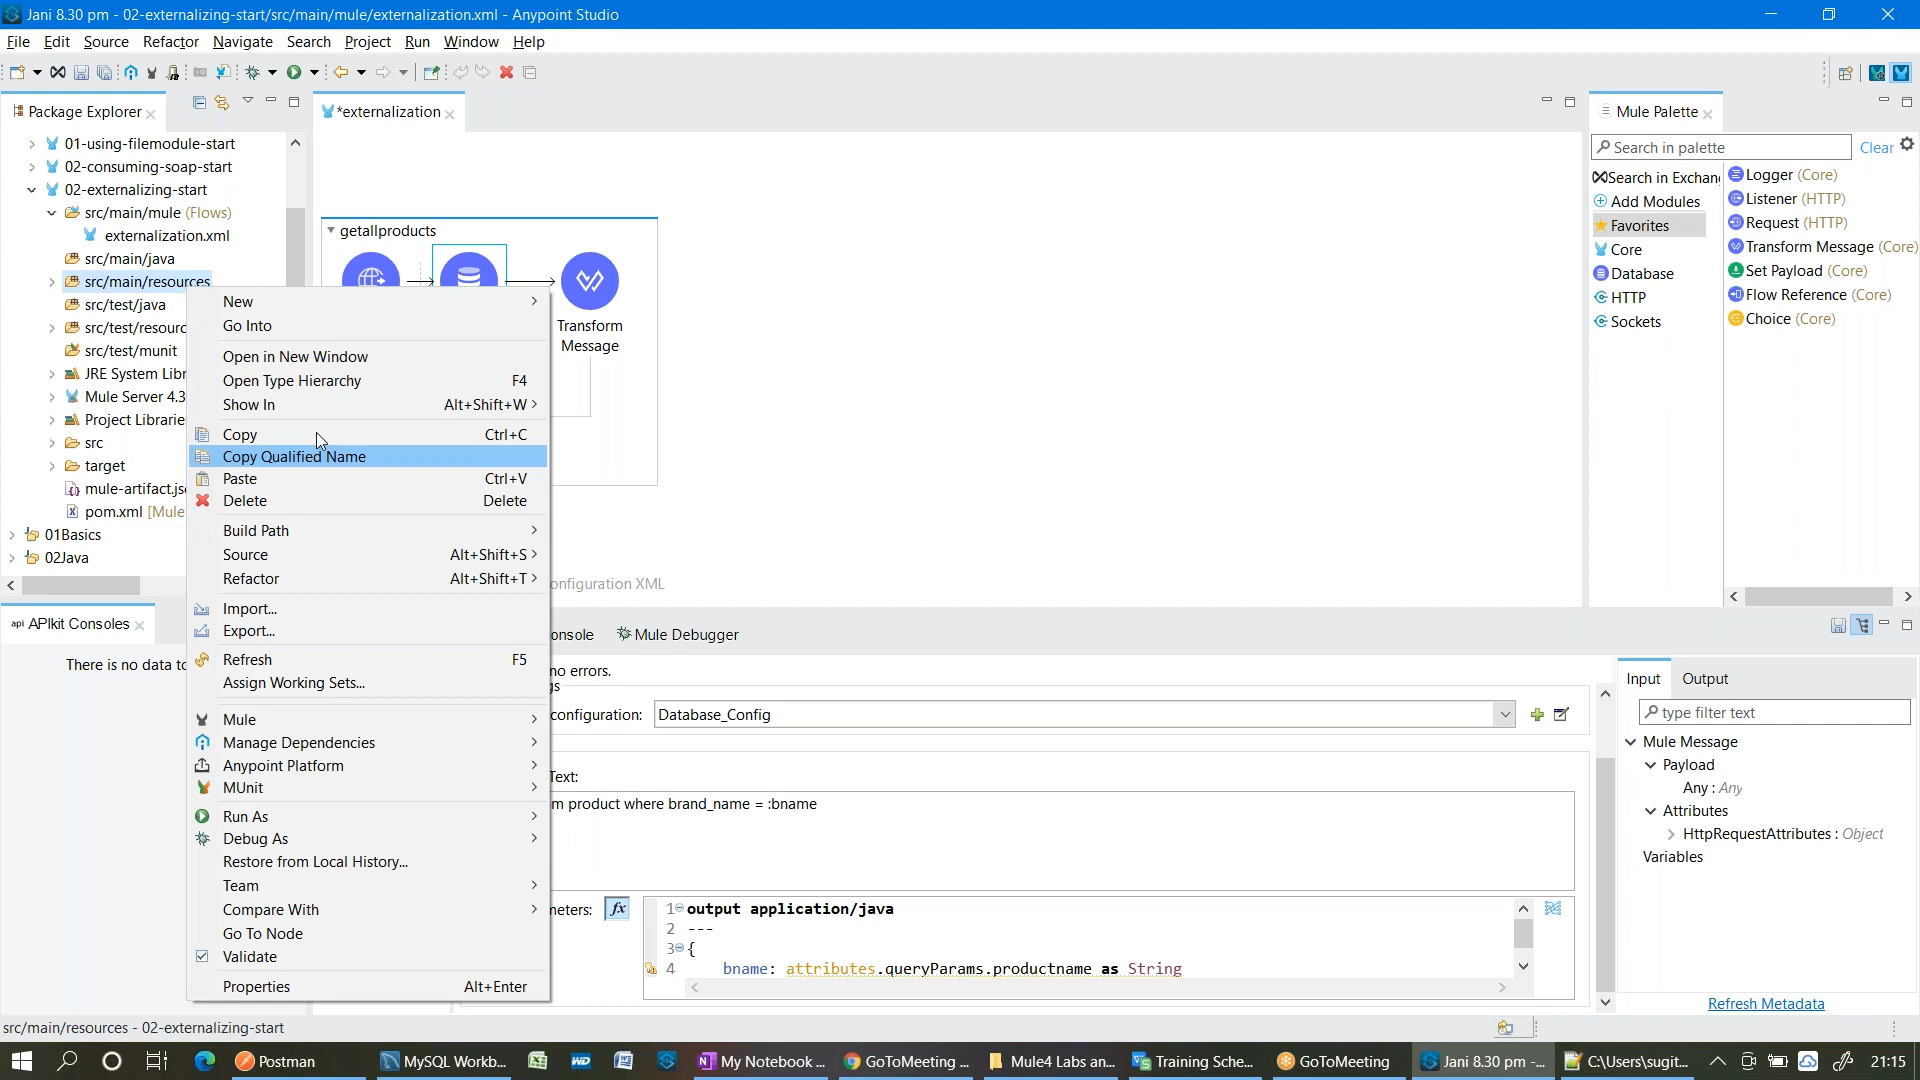 Jani 8.30 pm - 02-externalizing-start/src/main/mule/externalization.xml - Anypoint Studio
File Edit Source Refactor Navigate Search Project Run Window Help
Package Explorer
*externalization
Mule Palette
01-using-filemodule-start
02-consuming-soap-start
02-externalizing-start
src/main/mule (Flows)
externalization.xml
src/main/java
src/main/resources
src/test/java
src/test/resourc
src/test/munit
JRE System Libr
Mule Server 4.3
Project Librarie
src
target
mule-artifact.js
pom.xml [Mule
01Basics
02Java
getallproducts
Transform
Message
onfiguration XML
Search in palette
Clear
Search in Exchan
Add Modules
Favorites
Core
Database
HTTP
Sockets
Logger (Core)
Listener (HTTP)
Request (HTTP)
Transform Message (Core)
Set Payload (Core)
Flow Reference (Core)
Choice (Core)
New
Go Into
Open in New Window
Open Type Hierarchy F4
Show In Alt+Shift+W
Copy Ctrl+C
Copy Qualified Name
Paste Ctrl+V
Delete Delete
Build Path
Source Alt+Shift+S
Refactor Alt+Shift+T
Import...
Export...
Refresh F5
Assign Working Sets...
Mule
Manage Dependencies
Anypoint Platform
MUnit
Run As
Debug As
Restore from Local History...
Team
Compare With
Go To Node
Validate
Properties Alt+Enter
api APIkit Consoles
There is no data to
onsole Mule Debugger
no errors.
gs
configuration: Database_Config
Text:
m product where brand_name = :bname
neters: fx
1 output application/java
2 ---
3 {
4 bname: attributes.queryParams.productname as String
Input Output
type filter text
Mule Message
Payload
Any : Any
Attributes
HttpRequestAttributes : Object
Variables
Refresh Metadata
src/main/resources - 02-externalizing-start
Postman
MySQL Workb...
My Notebook ...
GoToMeeting ...
Mule4 Labs an...
Training Sche...
GoToMeeting
Jani 8.30 pm -...
C:\Users\sugit...
21:15